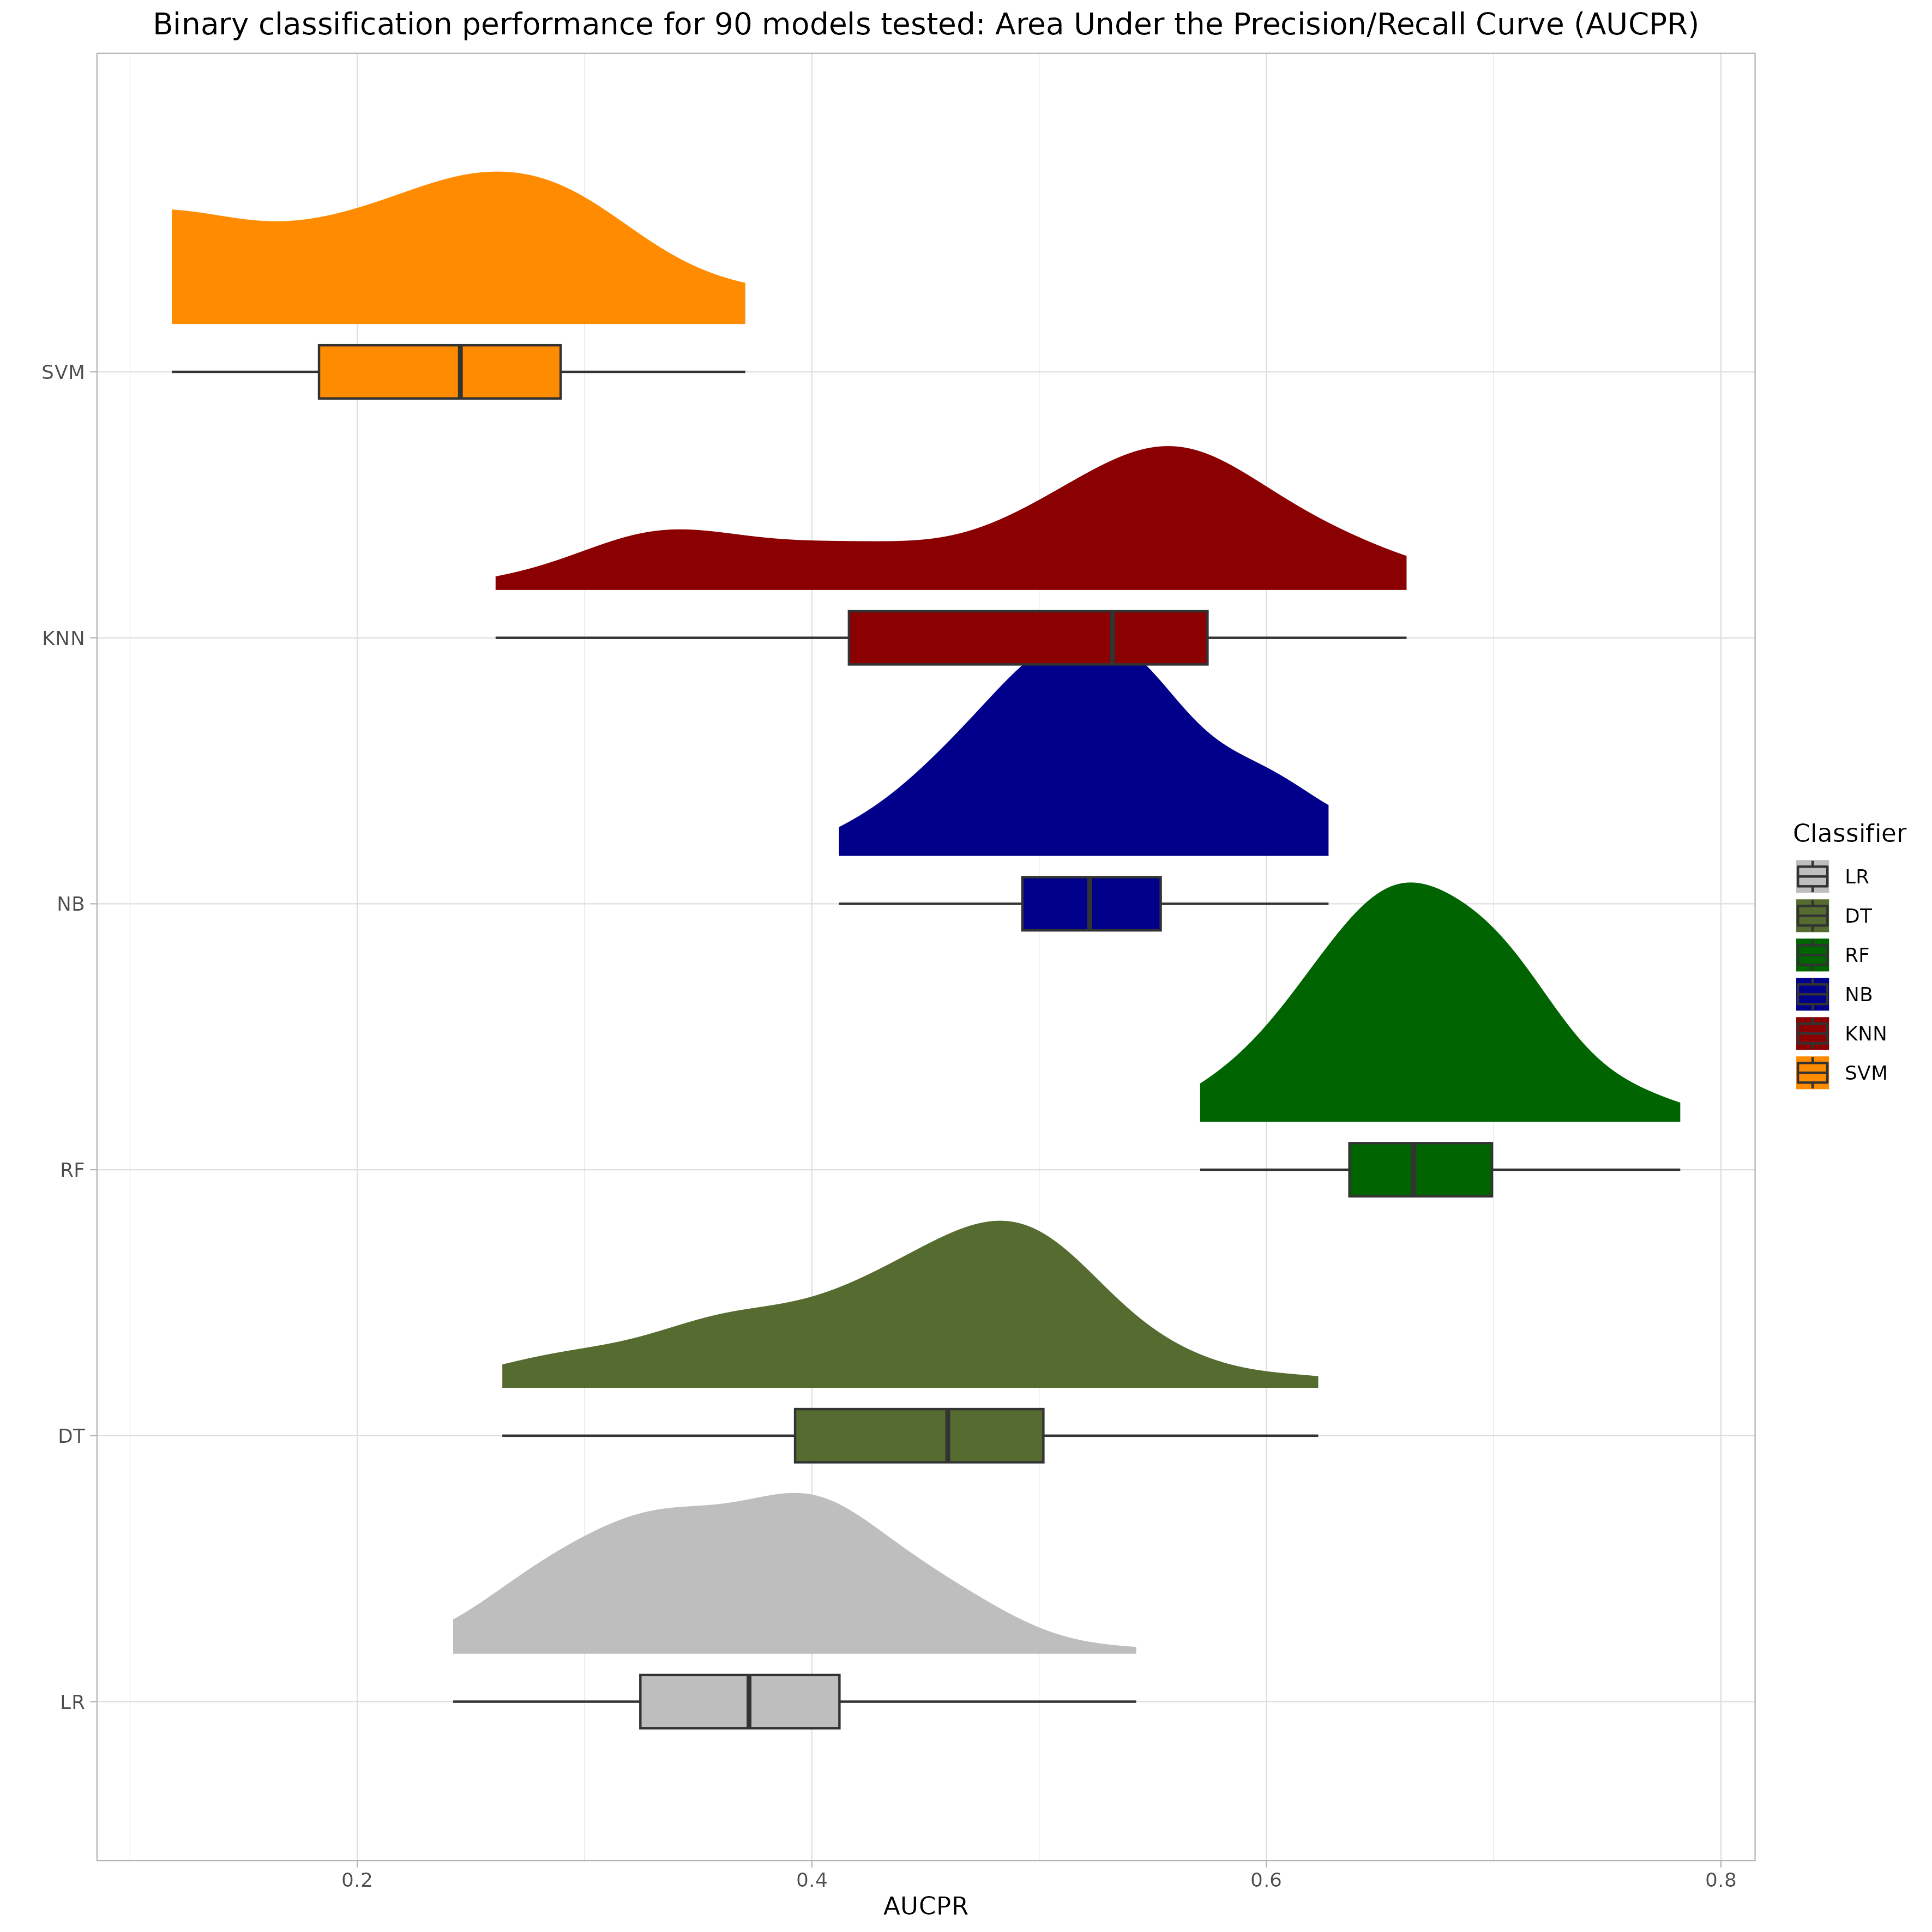 Binary classification performance for 90 models tested: Area Under the Precision/Recall Curve (AUCPR)
SVM
KNN
NB
RF
DT
LR
0.2
0.4
0.6
0.8
AUCPR
Classifier
LR
DT
RF
NB
KNN
SVM